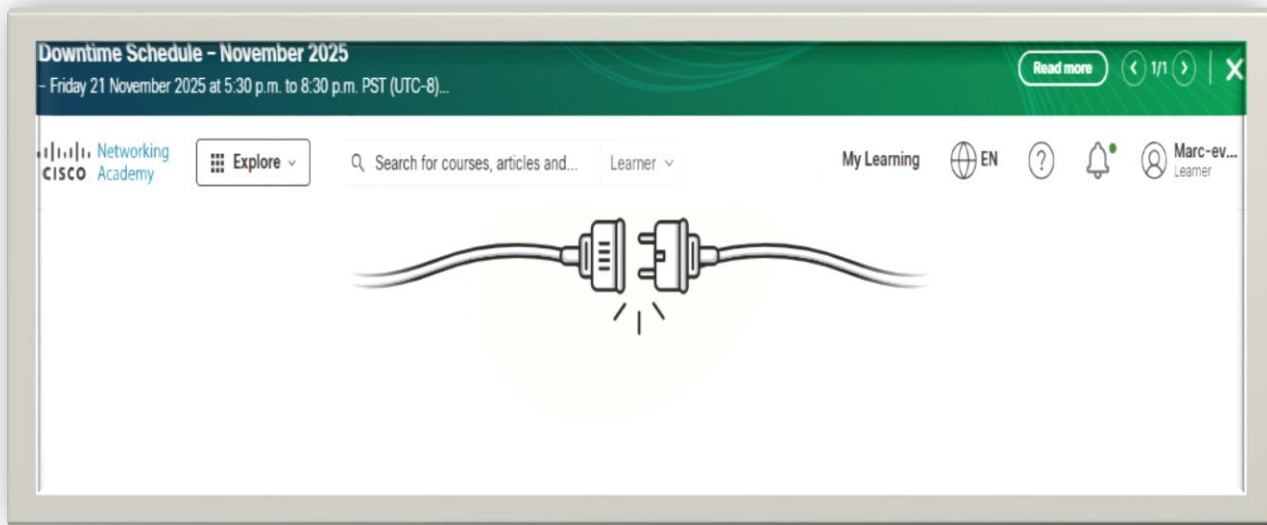 Downtime Schedule – November 2025
– Friday 21 November 2025 at 5:30 p.m. to 8:30 p.m. PST (UTC-8)...
Read more
1/1
CISCO Networking Academy
Explore
Search for courses, articles and...
Learner
My Learning
EN
Marc-ev...
Learner